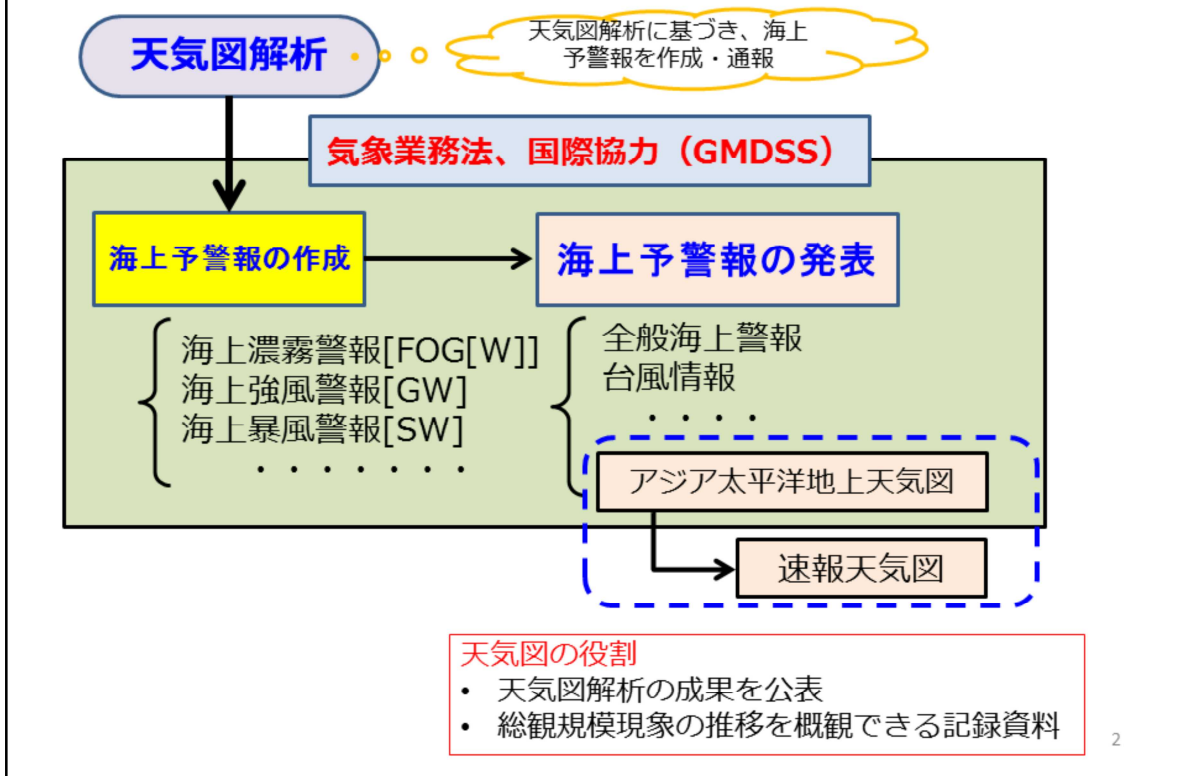 天気図解析
天気図解析に基づき、海上
予警報を作成・通報
気象業務法、国際協力（GMDSS）
海上予警報の作成
海上予警報の発表
海上濃霧警報[FOG[W]]
海上強風警報[GW]
海上暴風警報[SW]
・・・・・・・
全般海上警報
台風情報
・・・・
アジア太平洋地上天気図
速報天気図
天気図の役割
• 天気図解析の成果を公表
• 総観規模現象の推移を概観できる記録資料
2